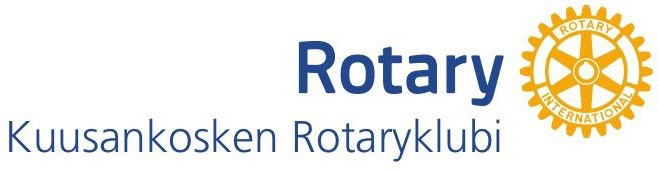 Rotary
ROTARY
INTERNATIONAL
Kuusankosken Rotaryklubi